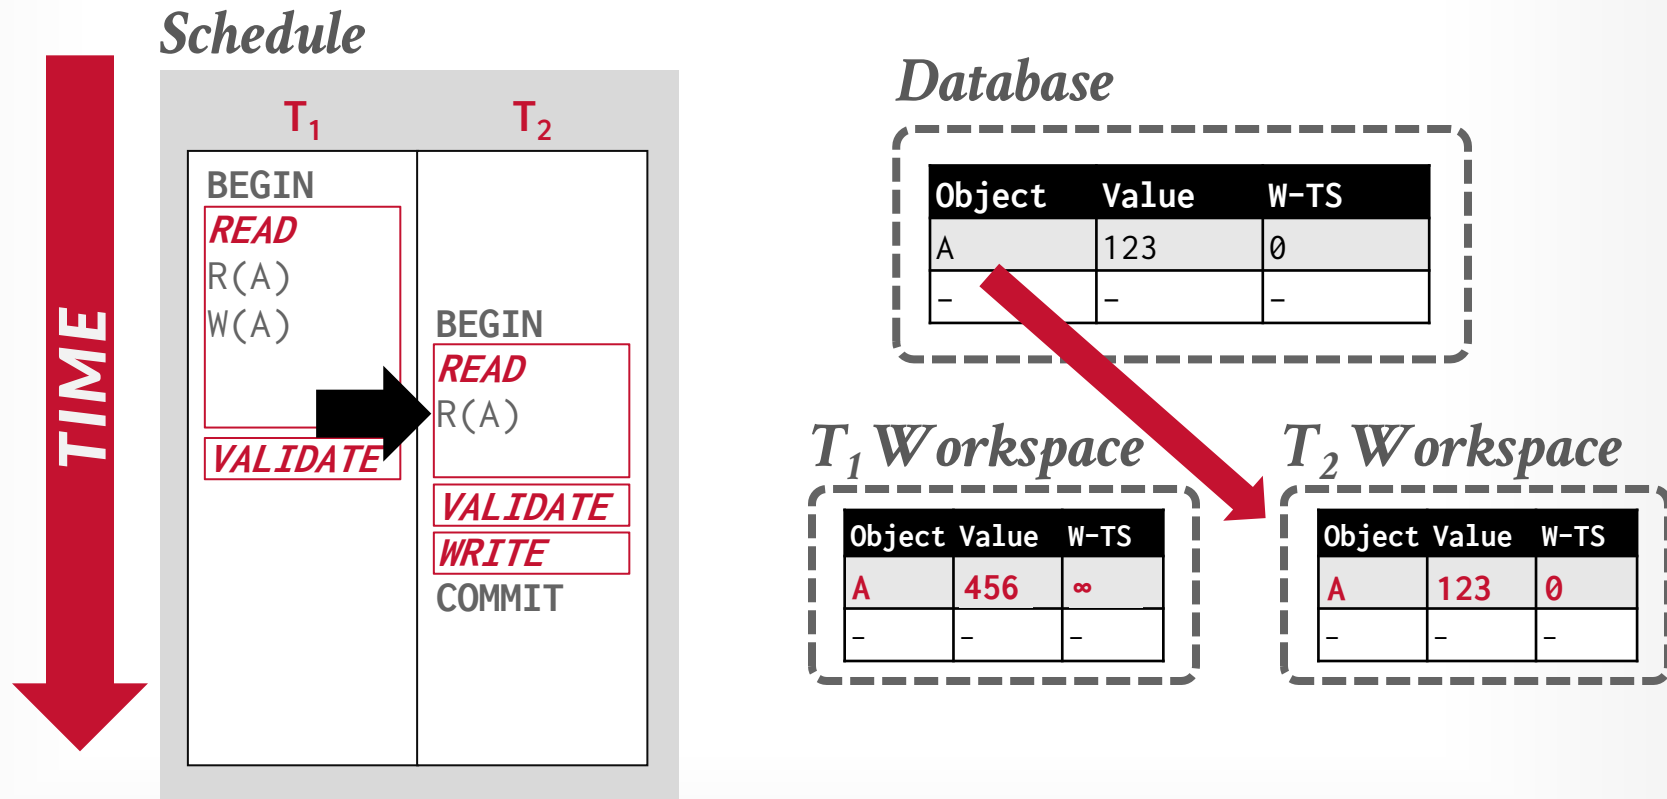 Schedule
TIME
T1 T2
BEGIN
READ
R(A)
W(A)
VALIDATE
BEGIN
READ
R(A)
VALIDATE
WRITE
COMMIT
Database
Object Value W-TS
A 123 0
- - -
T1 Workspace
Object Value W-TS
A 456 ∞
- - -
T2 Workspace
Object Value W-TS
A 123 0
- - -